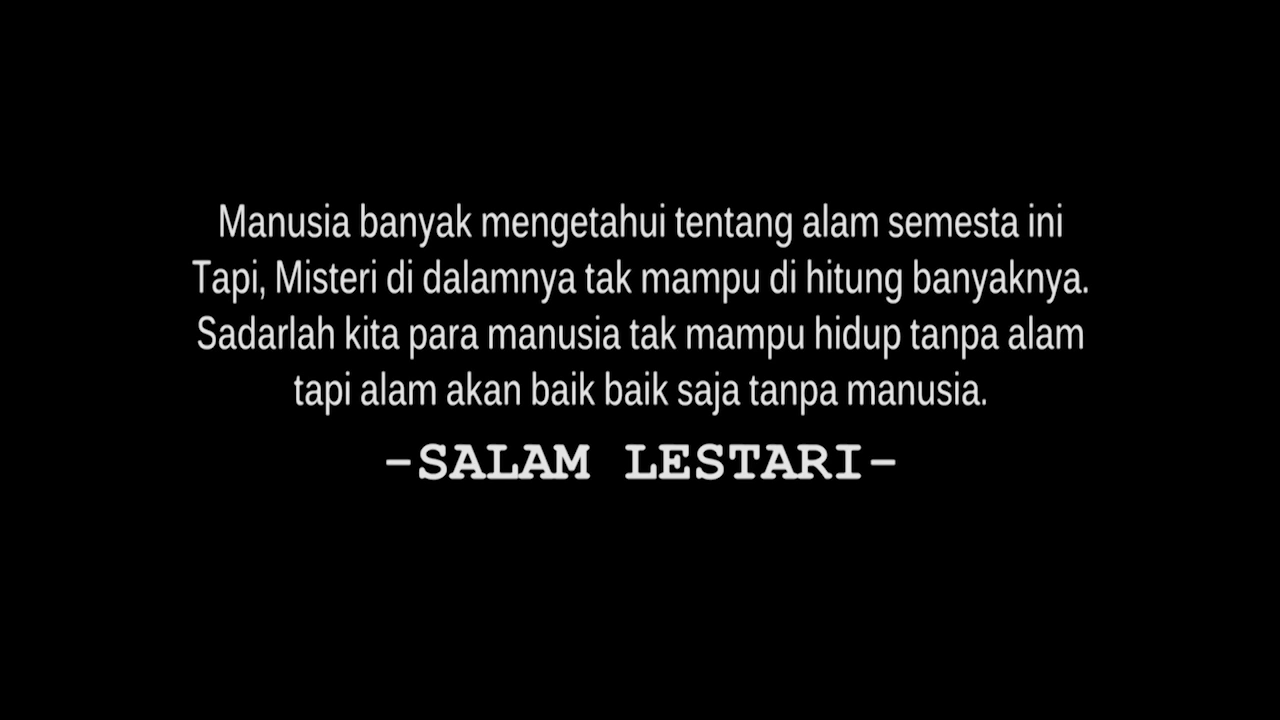 Manusia banyak mengetahui tentang alam semesta ini
Tapi, Misteri di dalamnya tak mampu di hitung banyaknya.
Sadarlah kita para manusia tak mampu hidup tanpa alam
tapi alam akan baik baik saja tanpa manusia.
-SALAM LESTARI-